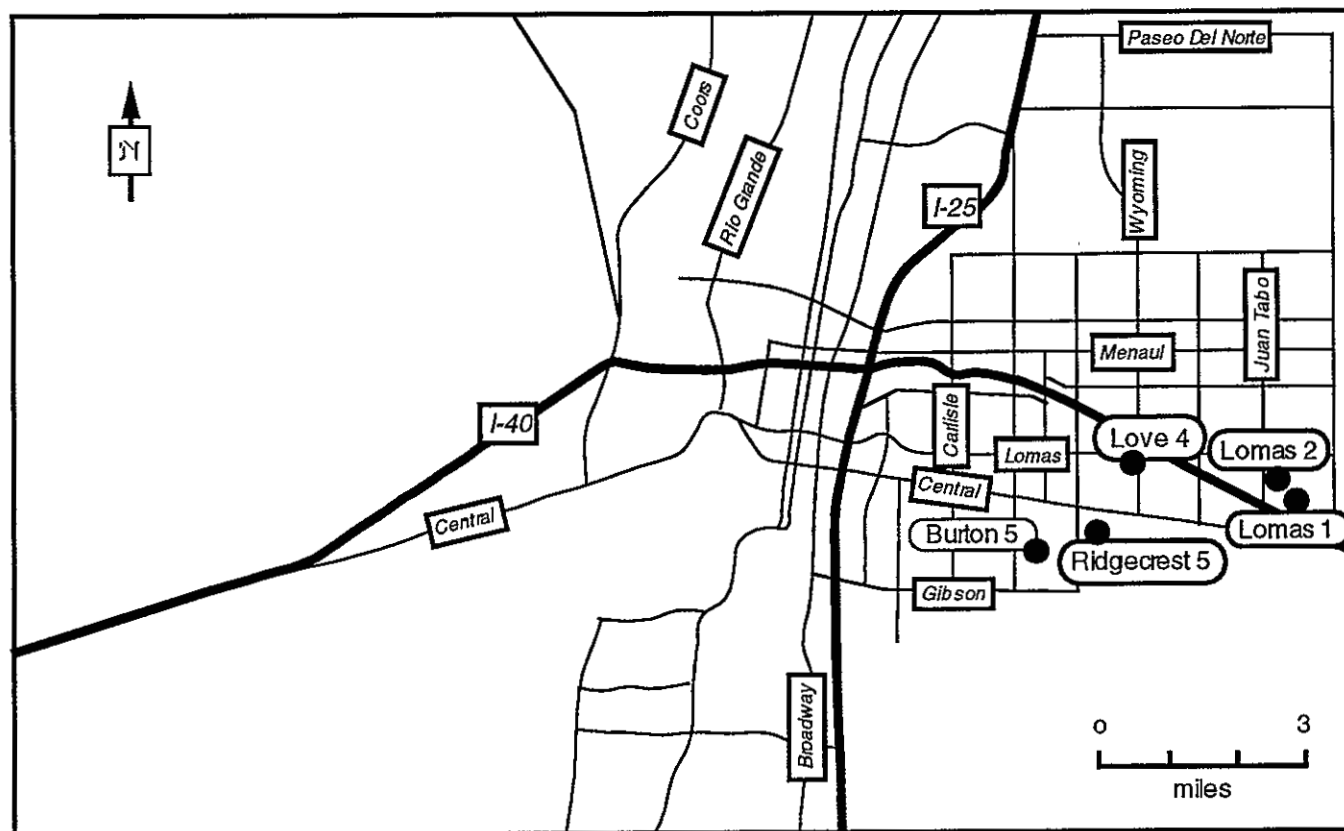 Paseo Del Norte
Coors
N
Rio Grande
Wyoming
I-25
Juan Tabo
Menaul
I-40
Carlisle
Love 4
Lomas 2
Lomas
Central
Central
Burton 5
Lomas 1
Ridgecrest 5
Gibson
Broadway
0 3
miles